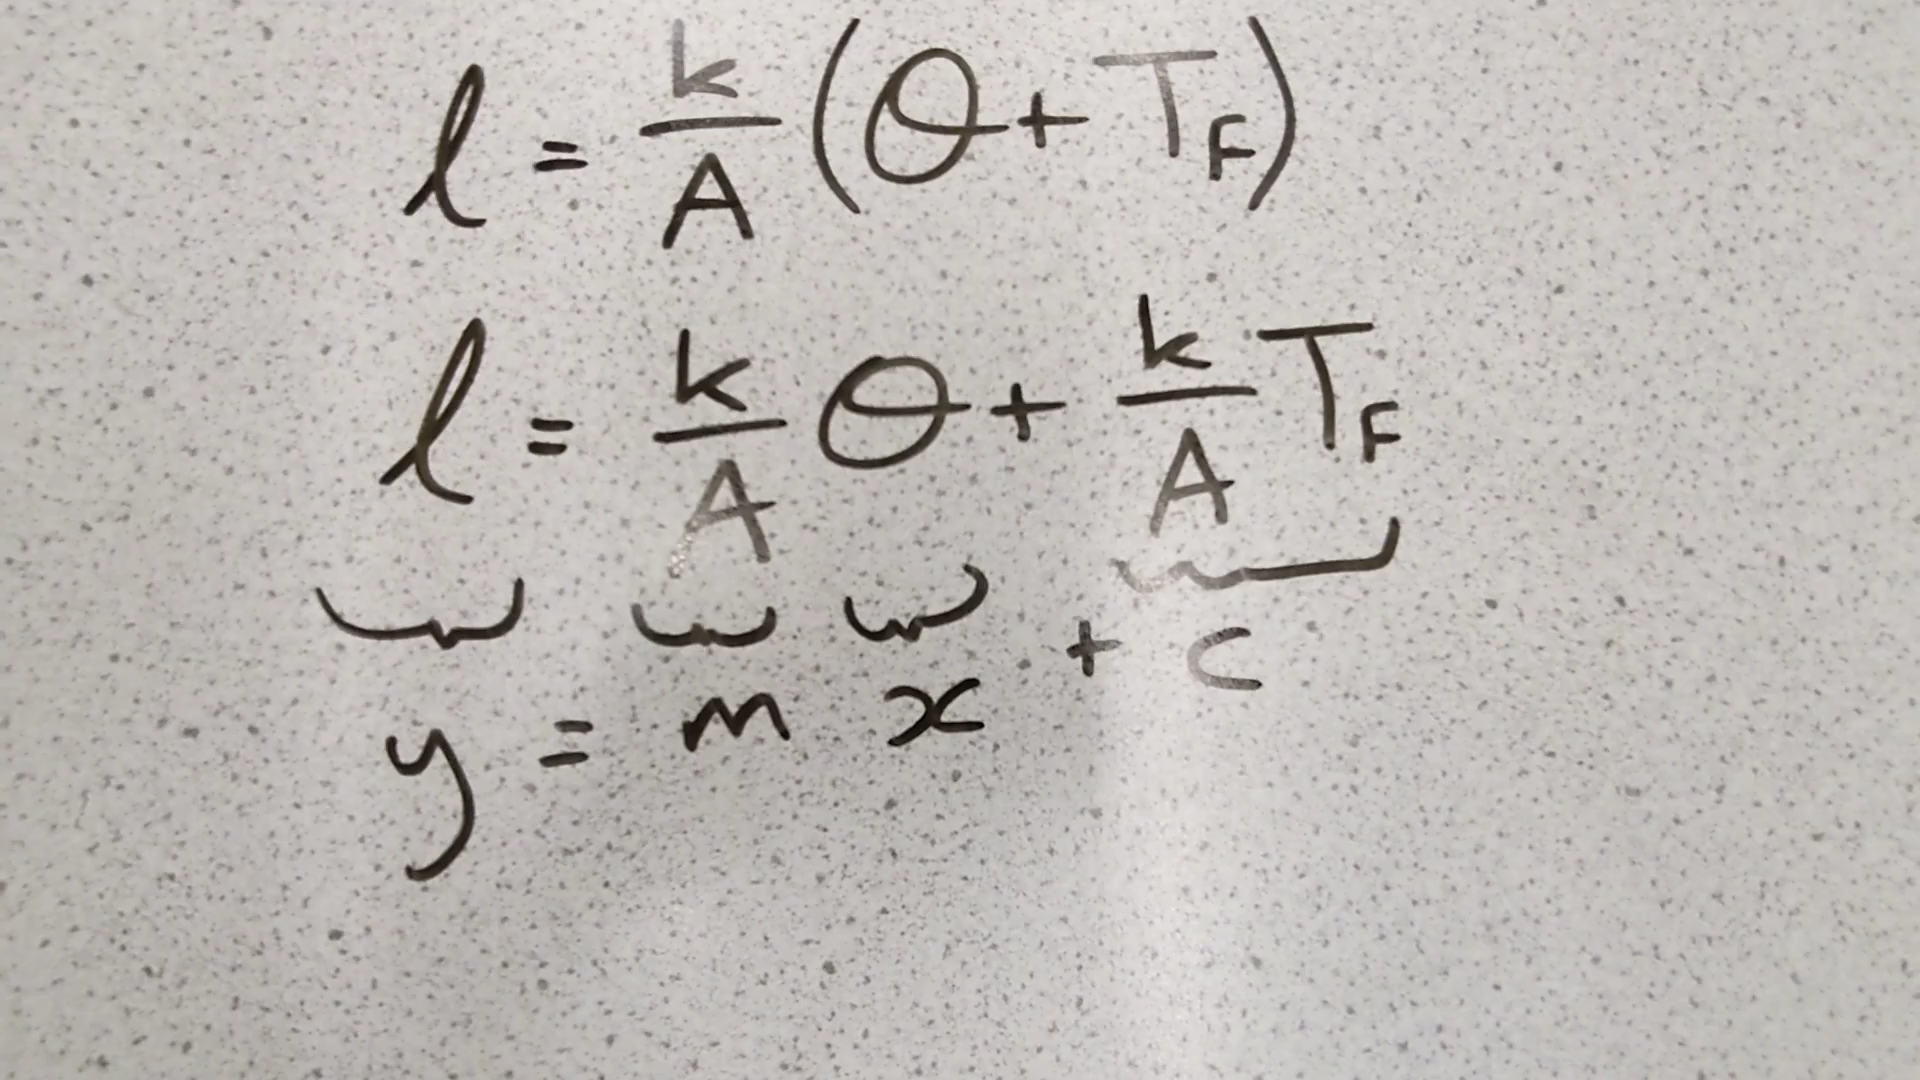 l = k/A (θ + T_F)
l = k/A θ + k/A T_F
y = m x + c